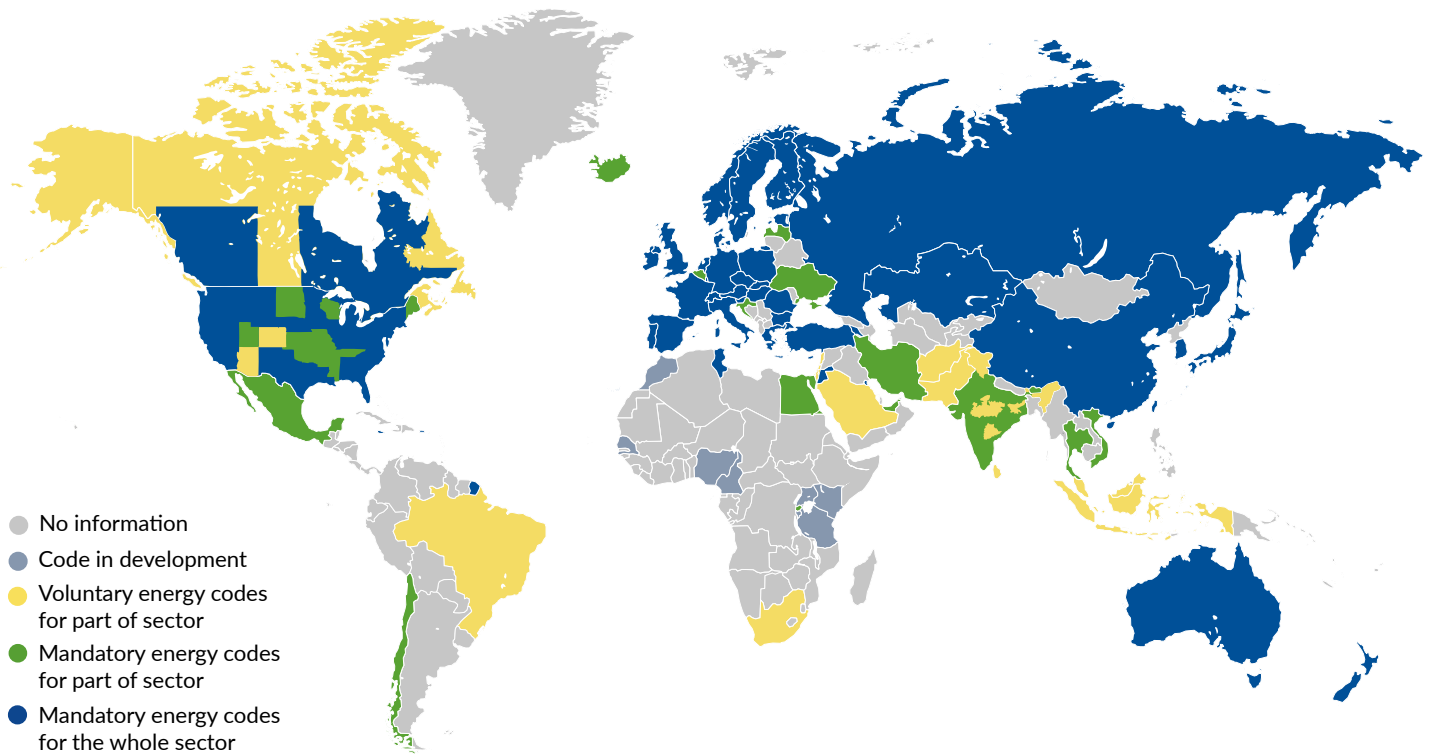 No information
Code in development
Voluntary energy codes
for part of sector
Mandatory energy codes
for part of sector
Mandatory energy codes
for the whole sector